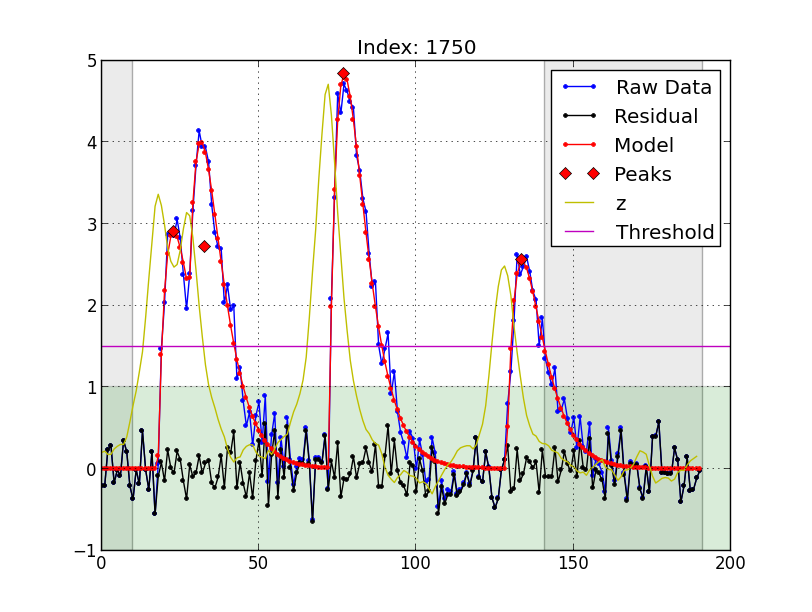 Index: 1750
5
4
3
2
1
0
−1
0 50 100 150 200
Raw Data
Residual
Model
Peaks
z
Threshold